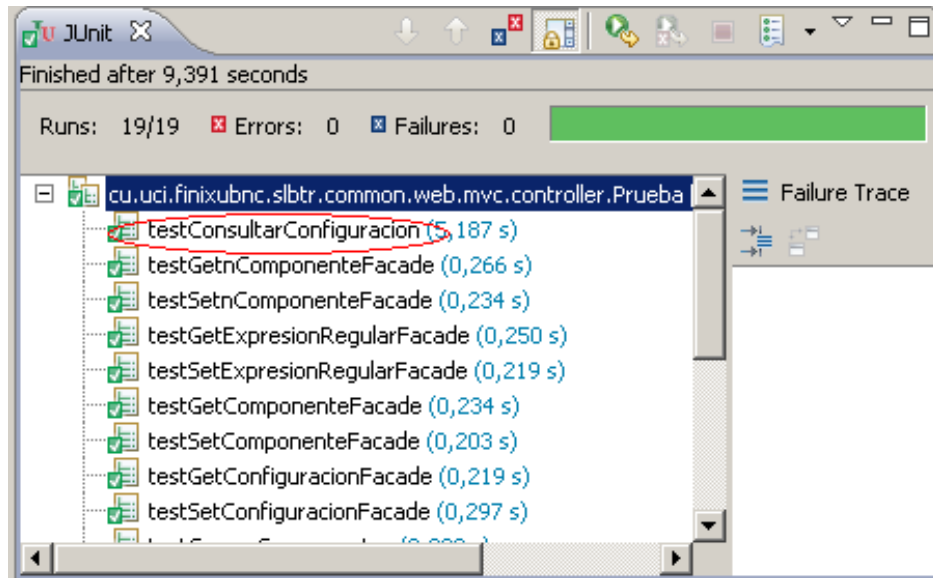 JUnit
Finished after 9,391 seconds
Runs: 19/19 Errors: 0 Failures: 0
cu.uci.finixubnc.slbtr.common.web.mvc.controller.Prueba
Failure Trace
testConsultarConfiguracion (5,187 s)
testGetnComponenteFacade (0,266 s)
testSetnComponenteFacade (0,234 s)
testGetExpresionRegularFacade (0,250 s)
testSetExpresionRegularFacade (0,219 s)
testGetComponenteFacade (0,234 s)
testSetComponenteFacade (0,203 s)
testGetConfiguracionFacade (0,219 s)
testSetConfiguracionFacade (0,297 s)